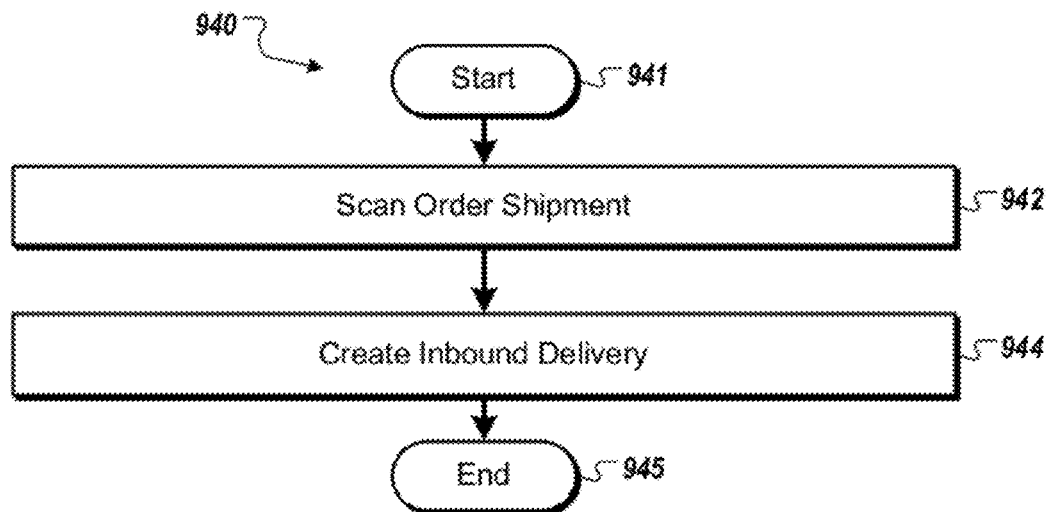 940
Start
941
Scan Order Shipment
942
Create Inbound Delivery
944
End
945